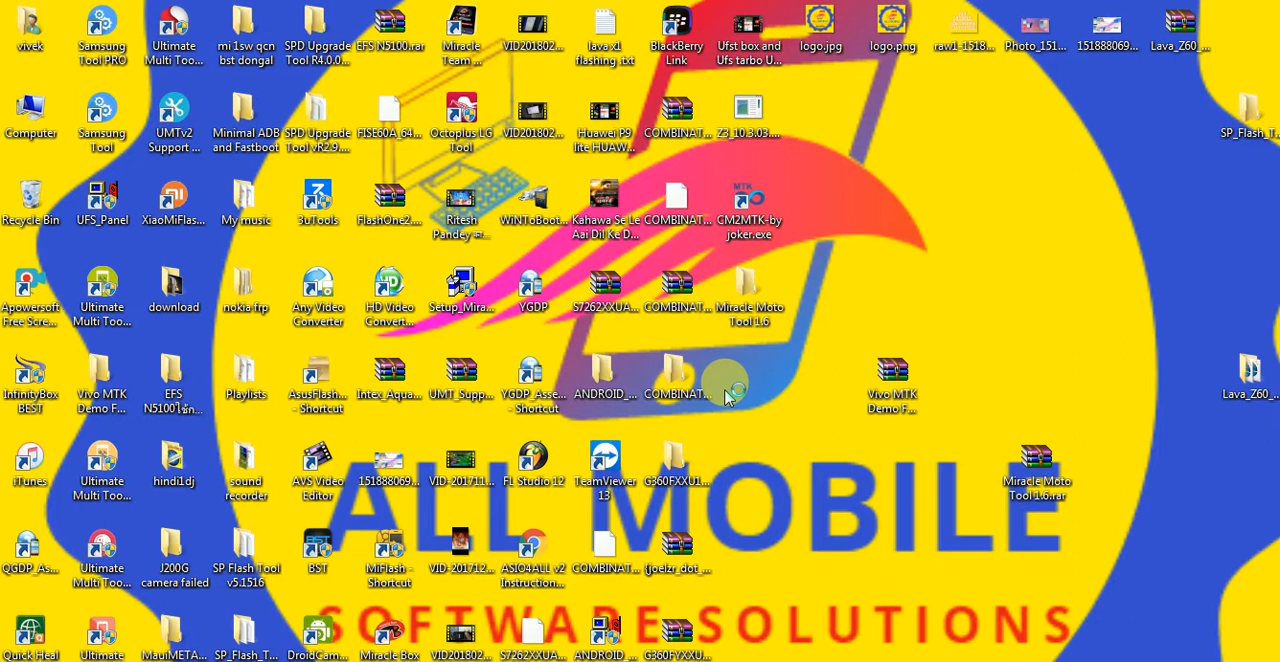 vivek
Samsung Tool PRO
Ultimate Multi Too...
mi 1sw qcn bst dongal
SPD Upgrade Tool R4.0.0...
EFS N5100.rar
Miracle Team ...
VID201802...
lava x1 flashing .txt
BlackBerry Link
Ufst box and Ufs tarbo U...
logo.jpg
logo.png
raw1-1518...
Photo_151...
151888069...
Lava_Z60_...
Computer
Samsung Tool
UMTv2 Support ...
Minimal ADB and Fastboot
SPD Upgrade Tool vR2.9....
FISE60A_64...
Octoplus LG Tool
VID201802...
Huawei P9 lite HUAW...
COMBINAT...
Z3_10.3.03....
SP_Flash_T...
Recycle Bin
UFS_Panel
XiaoMiFlas...
My music
3uTools
FlashOne2....
Ritesh Pandey
WiNToBoot...
Kahawa Se Le Aai Dil Ke D...
COMBINAT...
MTK
CM2MTK-by joker.exe
Apowersoft Free Scre...
Ultimate Multi Too...
download
nokia frp
Any Video Converter
HD Video Convert...
Setup_Mira...
YGDP
S7262XXUA...
COMBINAT...
Miracle Moto Tool 1.6
InfinityBox BEST
Vivo MTK Demo F...
EFS
Playlists
AsusFlash... - Shortcut
Intex_Aqua...
UMT_Supp...
YGDP_Asse... - Shortcut
ANDROID_...
COMBINAT...
Vivo MTK Demo F...
Lava_Z60_...
iTunes
Ultimate Multi Too...
hindi1dj
sound recorder
AVS Video Editor
151888069...
VID-201711...
FL Studio 12
TeamViewer 13
G360FXXU1...
Miracle Moto Tool 1.6.rar
ALL MOBILE
QGDP_As...
Ultimate Multi Too...
J200G camera failed
SP Flash Tool v5.1516
BST
BST
MiFlash - Shortcut
VID-201712...
ASIO4ALL v2 Instruction...
COMBINAT...
(joelzr_dot_...
SOFTWARE SOLUTIONS
Quick Heal
Ultimate
MauiMETA...
SP_Flash_T...
DroidCam...
Miracle Box
VID201802...
S7262XXUA...
ANDROID_...
G360FYXXU...